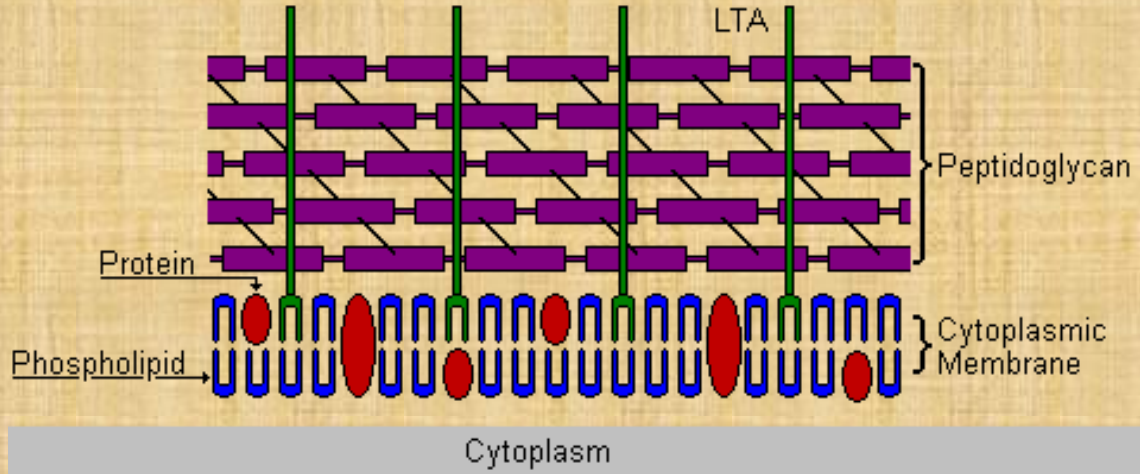 LTA
Peptidoglycan
Protein
Cytoplasmic
Membrane
Phospholipid
Cytoplasm